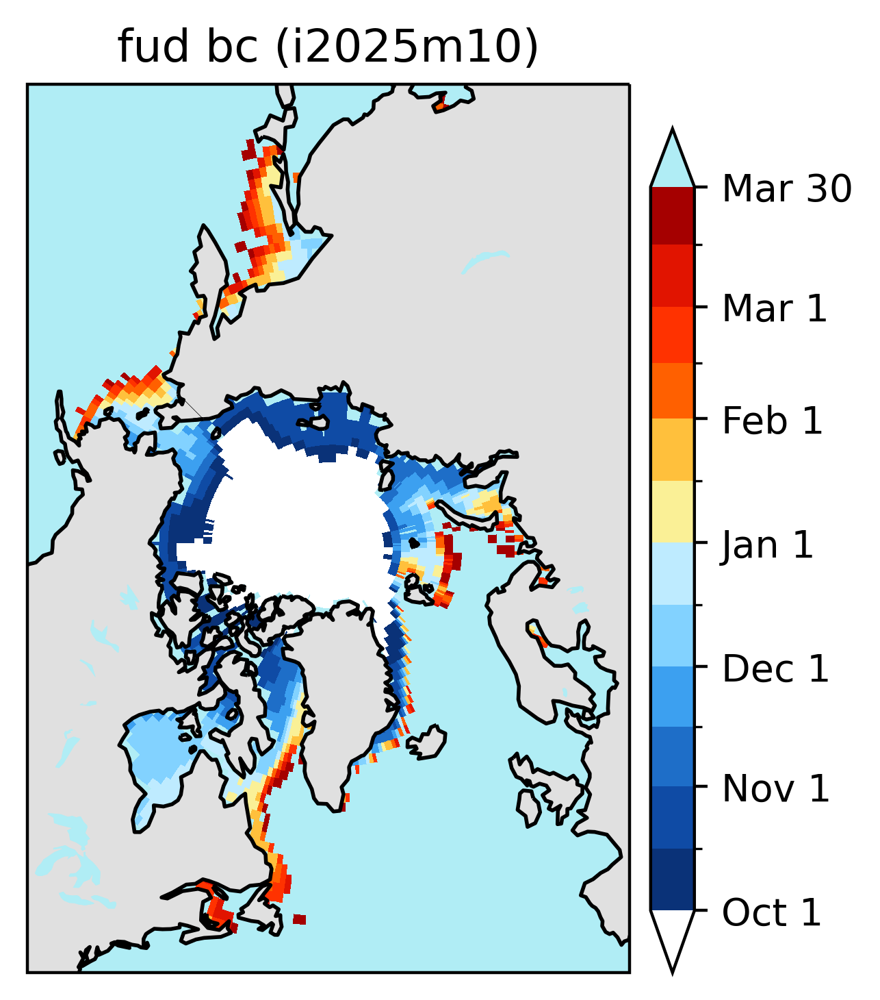 fud bc (i2025m10)
Mar 30
Mar 1
Feb 1
Jan 1
Dec 1
Nov 1
Oct 1